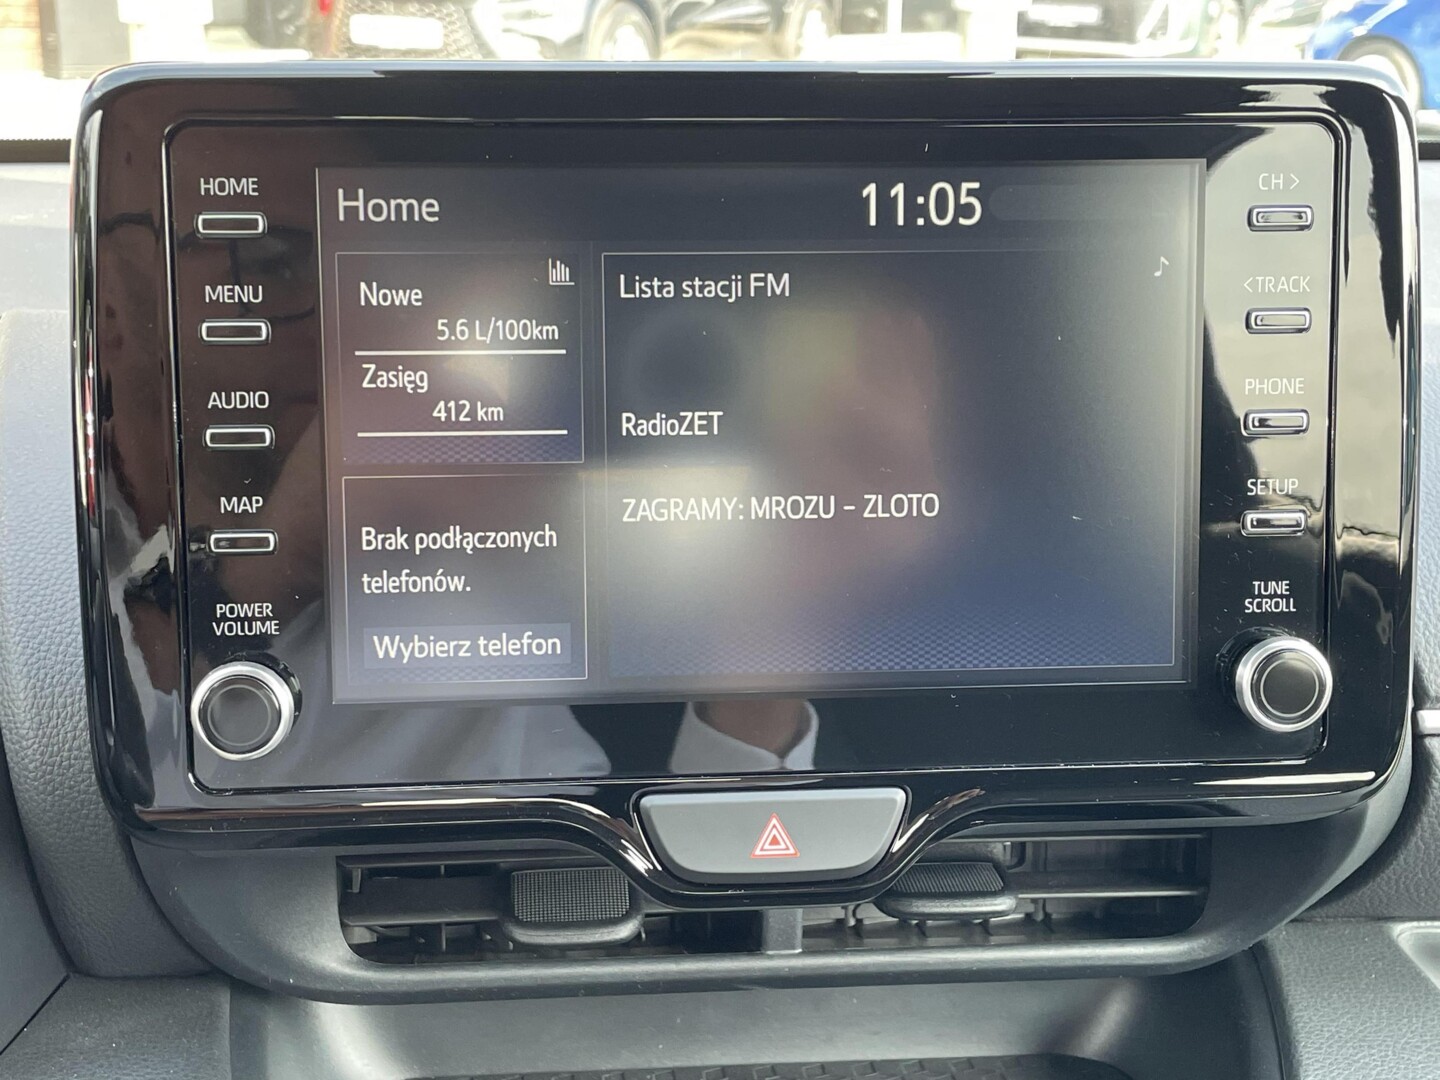 HOME
MENU
AUDIO
MAP
POWER
VOLUME
Home
11:05
Nowe
5.6 L/100km
Zasięg
412 km
Brak podłączonych
telefonów.
Wybierz telefon
Lista stacji FM
RadioZET
ZAGRAMY: MROZU - ZLOTO
CH >
< TRACK
PHONE
SETUP
TUNE
SCROLL